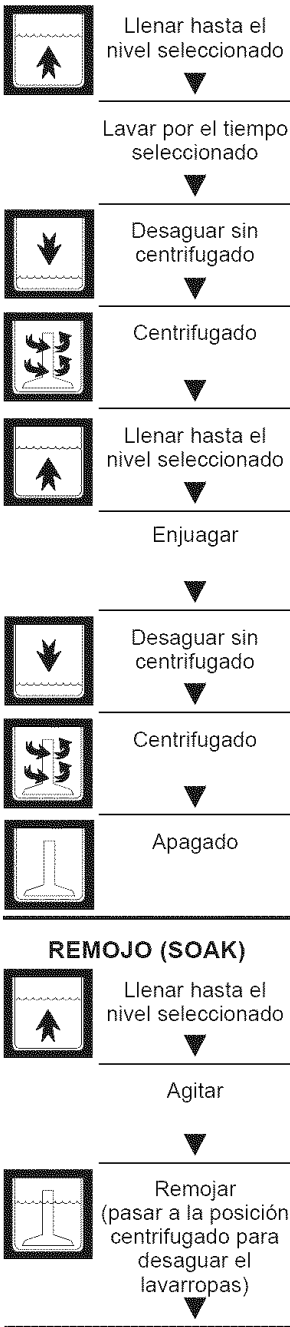 Llenar hasta el
nivel seleccionado
Lavar por el tiempo
seleccionado
Desaguar sin
centrifugado
Centrifugado
Llenar hasta el
nivel seleccionado
Enjuagar
Desaguar sin
centrifugado
Centrifugado
Apagado
REMOJO (SOAK)
Llenar hasta el
nivel seleccionado
Agitar
Remojar
(pasar a la posición
centrifugado para
desaguar el
lavarropas)